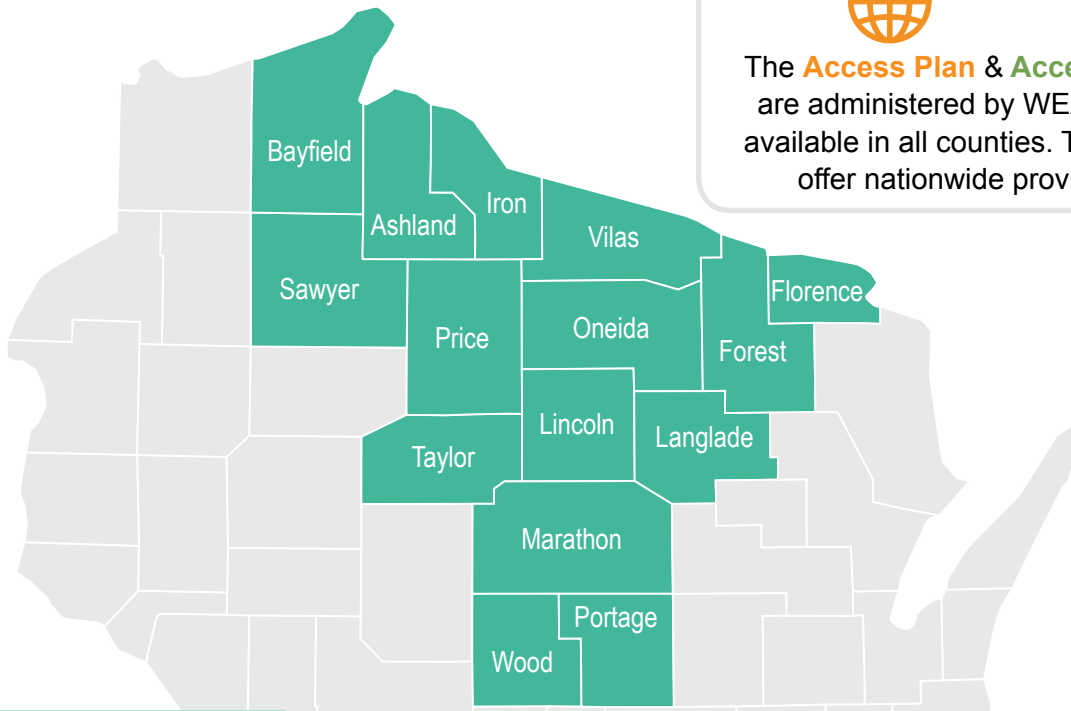 The Access Plan &
are administered by
available in all counties.
offer nationwide
Bayfield
Ashland
Iron
Vilas
Sawyer
Florence
Price
Oneida
Forest
Lincoln
Langlade
Taylor
Marathon
Portage
Wood